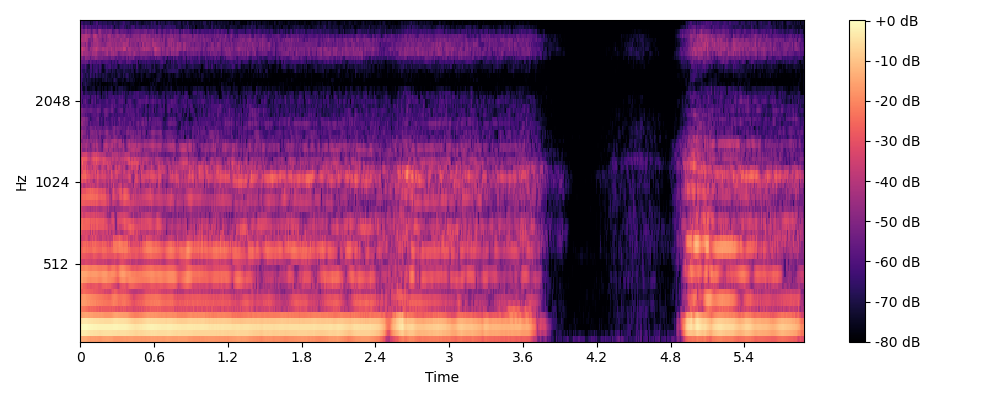 +0 dB
-10 dB
2048
-20 dB
-30 dB
Hz
1024
-40 dB
-50 dB
512
-60 dB
-70 dB
-80 dB
0 0.6 1.2 1.8 2.4 3 3.6 4.2 4.8 5.4
Time